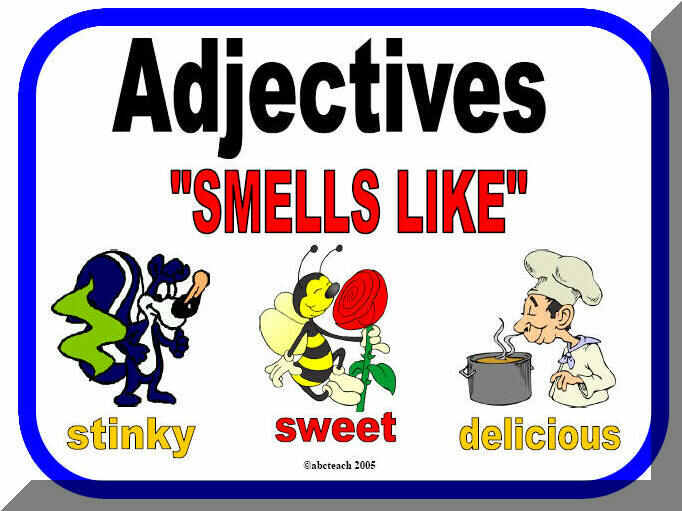 Adjectives
"SMELLS LIKE"
stinky sweet delicious
©abcteach 2005